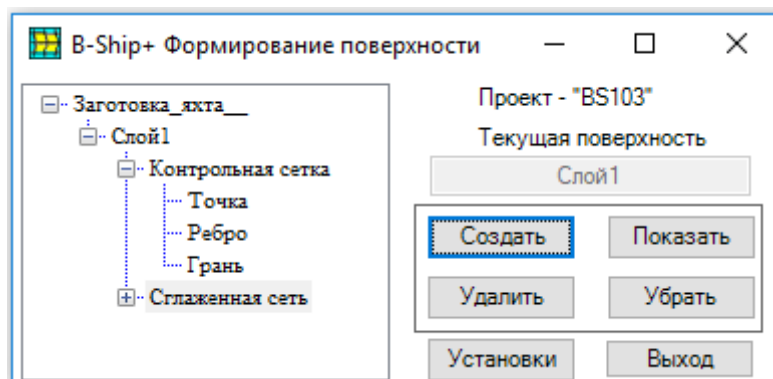 B-Ship+ Формирование поверхности
Заготовка_яхта__
Слой1
Контрольная сетка
Точка
Ребро
Грань
Сглаженная сеть
Проект - "BS103"
Текущая поверхность
Слой1
Создать
Показать
Удалить
Убрать
Установки
Выход